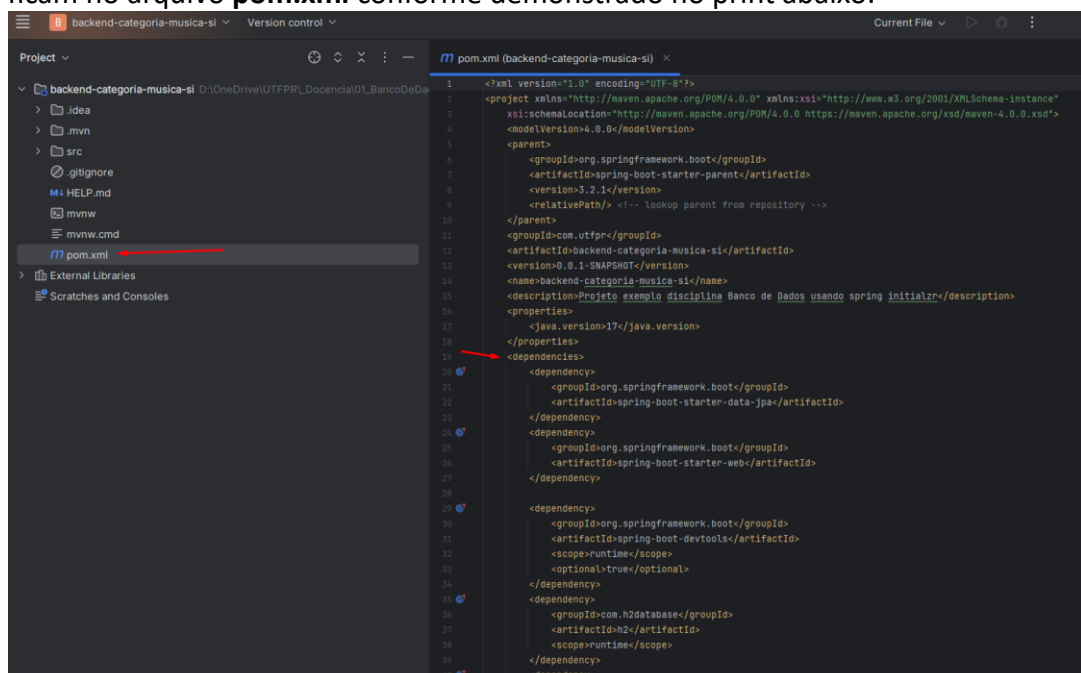 ficam no arquivo pom.xml conforme demonstrado no print abaixo:
B backend-categoria-musica-si Version control
Current File
Project
backend-categoria-musica-si D:\OneDrive\UTFPR\_Docencia\01_BancoDeDa
.idea
.mvn
src
.gitignore
M↓ HELP.md
mvnw
mvnw.cmd
m pom.xml
External Libraries
Scratches and Consoles
m pom.xml (backend-categoria-musica-si) ×
1 <?xml version="1.0" encoding="UTF-8"?>
2 <project xmlns="http://maven.apache.org/POM/4.0.0" xmlns:xsi="http://www.w3.org/2001/XMLSchema-instance"
3 xsi:schemaLocation="http://maven.apache.org/POM/4.0.0 https://maven.apache.org/xsd/maven-4.0.0.xsd">
4 <modelVersion>4.0.0</modelVersion>
5 <parent>
6 <groupId>org.springframework.boot</groupId>
7 <artifactId>spring-boot-starter-parent</artifactId>
8 <version>3.2.1</version>
9 <relativePath/> <!-- lookup parent from repository -->
10 </parent>
11 <groupId>com.utfpr</groupId>
12 <artifactId>backend-categoria-musica-si</artifactId>
13 <version>0.0.1-SNAPSHOT</version>
14 <name>backend-categoria-musica-si</name>
15 <description>Projeto exemplo disciplina Banco de Dados usando spring initialzr</description>
16 <properties>
17 <java.version>17</java.version>
18 </properties>
19 <dependencies>
20 <dependency>
21 <groupId>org.springframework.boot</groupId>
22 <artifactId>spring-boot-starter-data-jpa</artifactId>
23 </dependency>
24 <dependency>
25 <groupId>org.springframework.boot</groupId>
26 <artifactId>spring-boot-starter-web</artifactId>
27 </dependency>
28
29 <dependency>
30 <groupId>org.springframework.boot</groupId>
31 <artifactId>spring-boot-devtools</artifactId>
32 <scope>runtime</scope>
33 <optional>true</optional>
34 </dependency>
35 <dependency>
36 <groupId>com.h2database</groupId>
37 <artifactId>h2</artifactId>
38 <scope>runtime</scope>
39 </dependency>